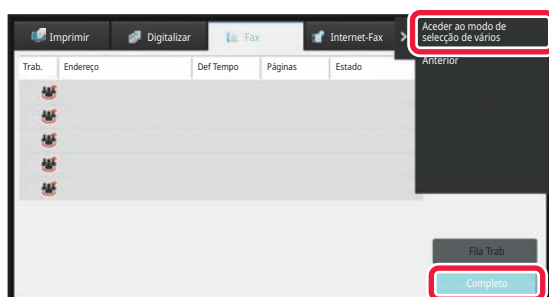 Imprimir
Digitalizar
Fax
Internet-Fax
Aceder ao modo de
selecção de vários
Anterior
Trab.
Endereço
Def Tempo
Páginas
Estado
Fila Trab
Completo